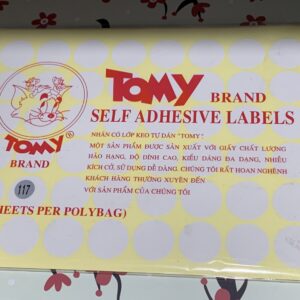 TOMY BRAND
SELF ADHESIVE LABELS
TOMY®
BRAND
117
NHÃN CÓ LỚP KEO TỰ DÁN "TOMY".
MỘT SẢN PHẨM ĐƯỢC SẢN XUẤT VỚI GIẤY CHẤT LƯỢNG
HẢO HẠNG, ĐỘ DÍNH CAO, KIỂU DÁNG ĐA DẠNG, NHIỀU
KÍCH CỠ, SỬ DỤNG DỄ DÀNG. CHÚNG TÔI RẤT HOAN NGHÊNH
KHÁCH HÀNG THƯỜNG XUYÊN ĐẾN
VỚI SẢN PHẨM CỦA CHÚNG TÔI.
HEETS PER POLYBAG)